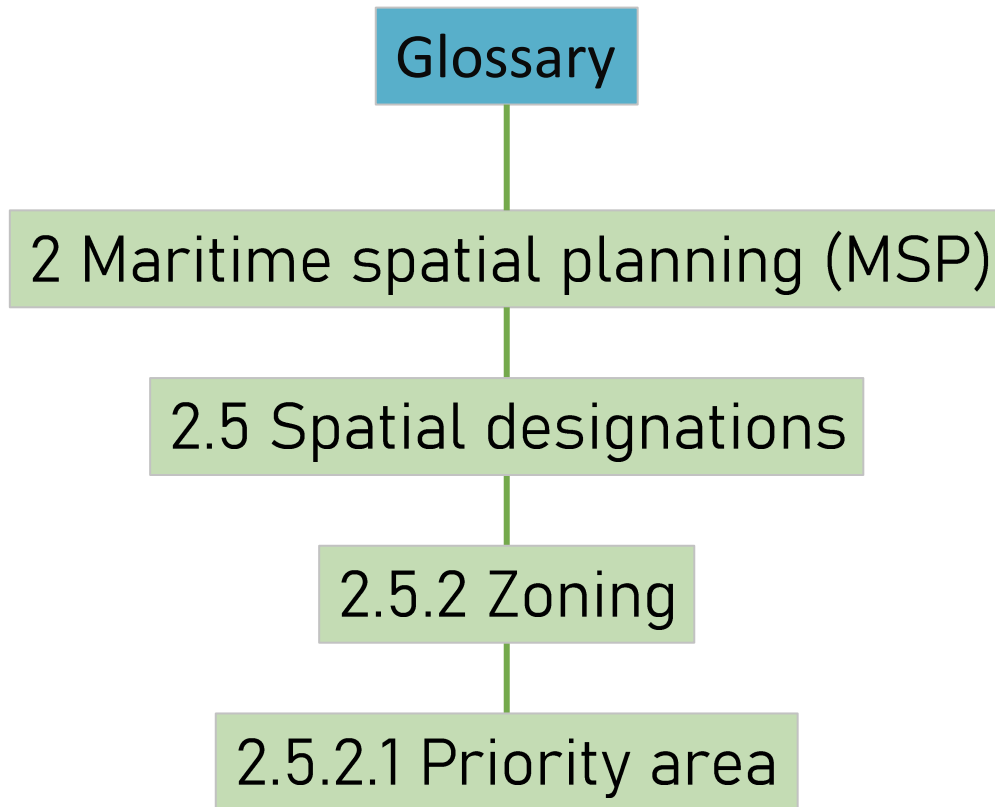 Glossary
2 Maritime spatial planning (MSP)
2.5 Spatial designations
2.5.2 Zoning
2.5.2.1 Priority area